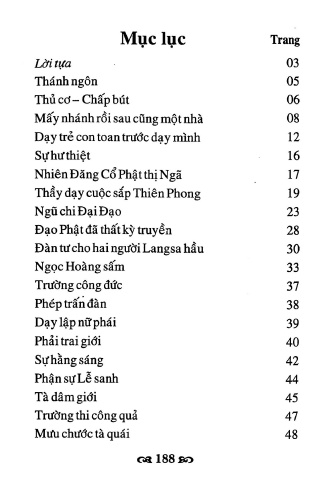 Mục lục Trang
Lời tựa 03
Thánh ngôn 05
Thủ cơ – Chấp bút 06
Mấy nhánh rồi sau cũng một nhà 08
Dạy trẻ con toan trước dạy mình 12
Sự hư thiệt 16
Nhiên Đăng Cổ Phật thị Ngã 17
Thầy dạy cuộc sắp Thiên Phong 19
Ngũ chi Đại Đạo 23
Đạo Phật đã thất kỳ truyền 28
Đàn tư cho hai người Langsa hầu 30
Ngọc Hoàng sấm 33
Trường công đức 37
Phép trấn đàn 38
Dạy lập nữ phái 39
Phải trai giới 40
Sự hằng sáng 42
Phận sự Lễ sanh 44
Tà dâm giới 45
Trường thi công quả 47
Mưu chước tà quái 48
188